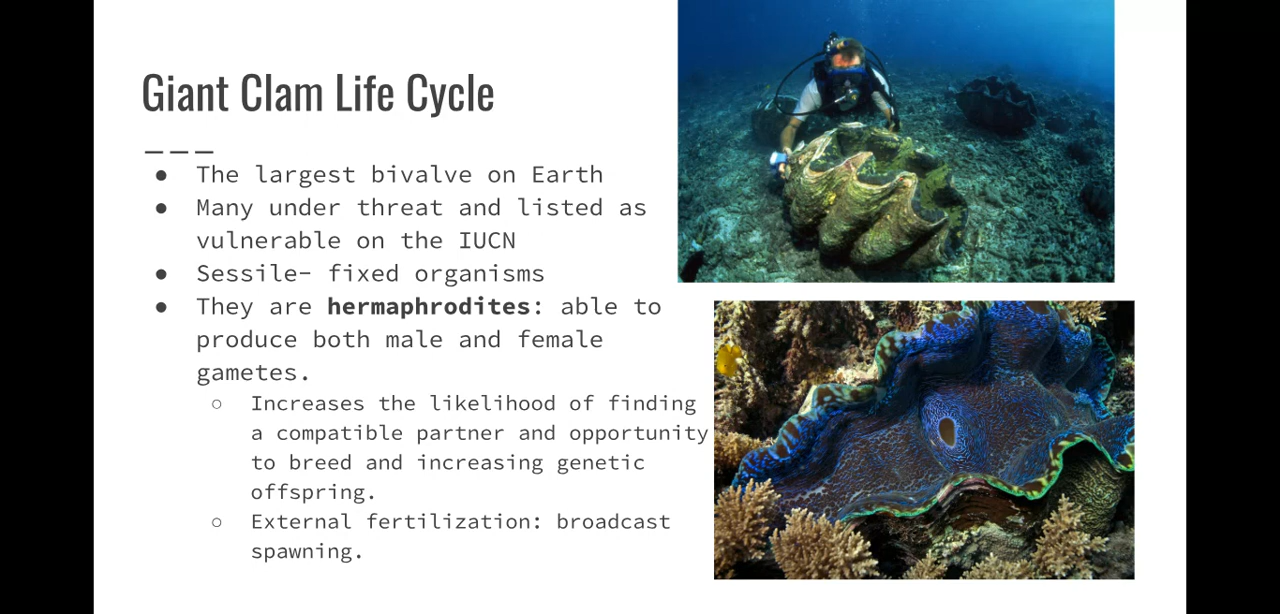 Giant Clam Life Cycle
● The largest bivalve on Earth
● Many under threat and listed as
vulnerable on the IUCN
● Sessile- fixed organisms
● They are hermaphrodites: able to
produce both male and female
gametes.
○ Increases the likelihood of finding
a compatible partner and opportunity
to breed and increasing genetic
offspring.
○ External fertilization: broadcast
spawning.